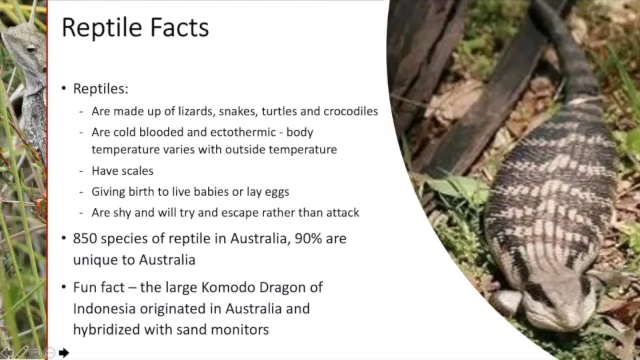 Reptile Facts
• Reptiles:
- Are made up of lizards, snakes, turtles and crocodiles
- Are cold blooded and ectothermic - body
temperature varies with outside temperature
- Have scales
- Giving birth to live babies or lay eggs
- Are shy and will try and escape rather than attack
• 850 species of reptile in Australia, 90% are
unique to Australia
• Fun fact – the large Komodo Dragon of
Indonesia originated in Australia and
hybridized with sand monitors